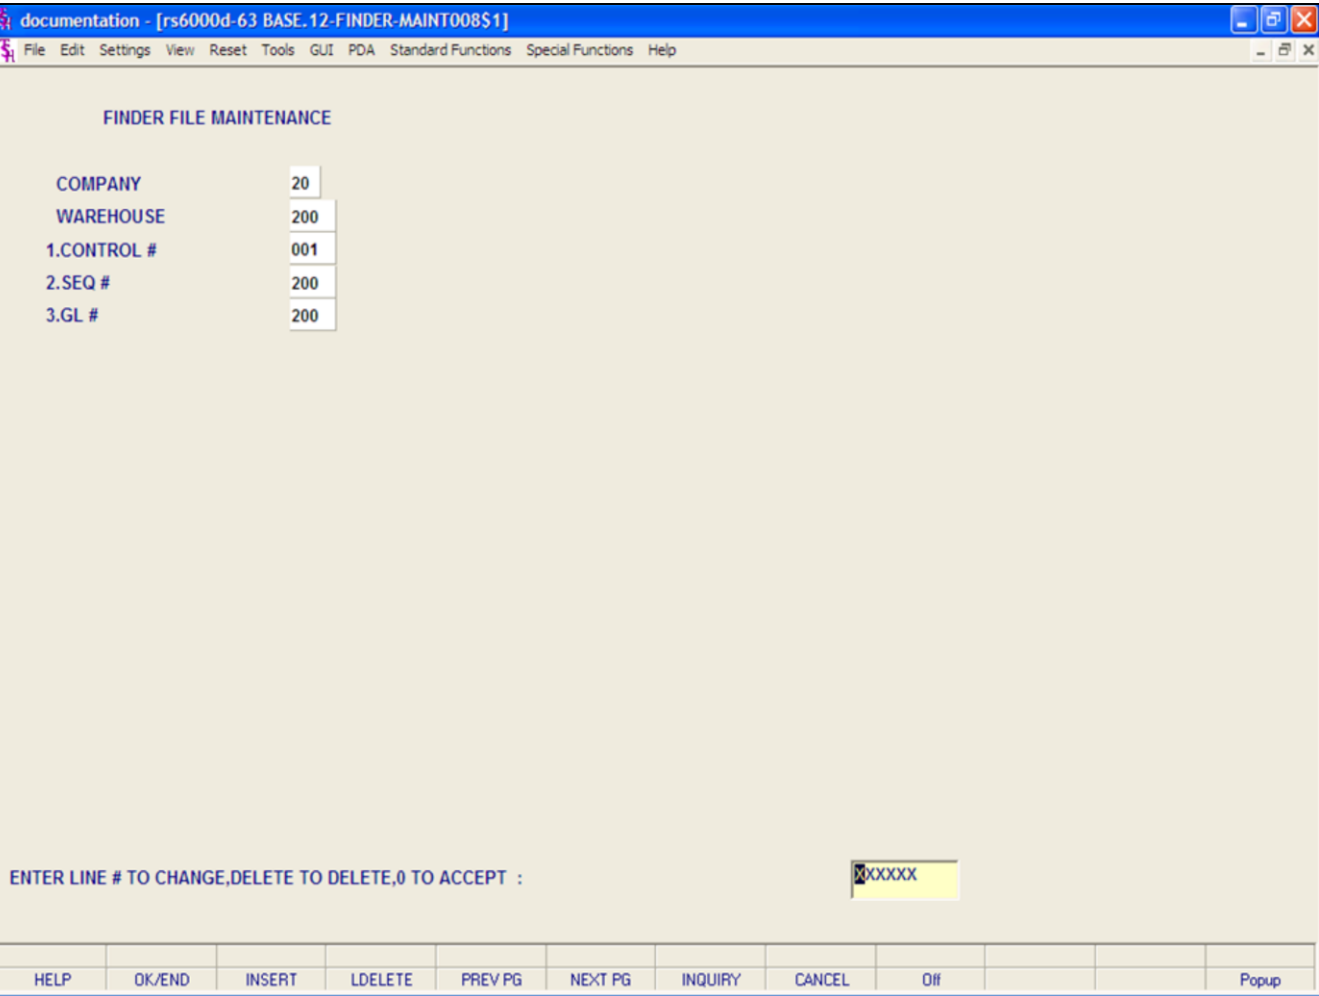 documentation - [rs6000d-63 BASE.12-FINDER-MAINT008$1]
File Edit Settings View Reset Tools GUI PDA Standard Functions Special Functions Help
FINDER FILE MAINTENANCE
COMPANY 20
WAREHOUSE 200
1.CONTROL # 001
2.SEQ # 200
3.GL # 200
ENTER LINE # TO CHANGE,DELETE TO DELETE,0 TO ACCEPT : XXXXXX
HELP OK/END INSERT LDELETE PREV PG NEXT PG INQUIRY CANCEL Off Popup